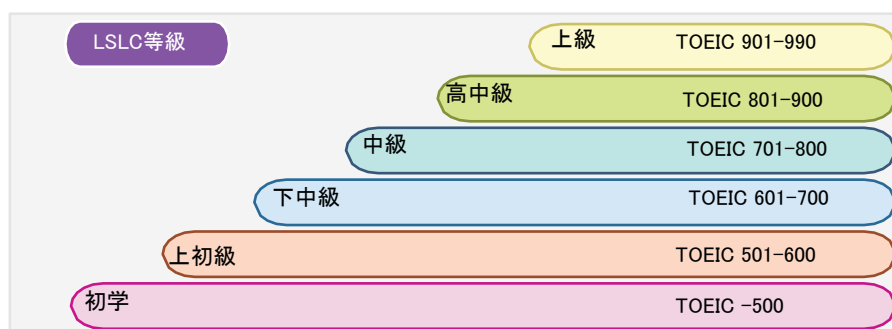 LSLC等級
上級 TOEIC 901-990
高中級 TOEIC 801-900
中級 TOEIC 701-800
下中級 TOEIC 601-700
上初級 TOEIC 501-600
初学 TOEIC -500